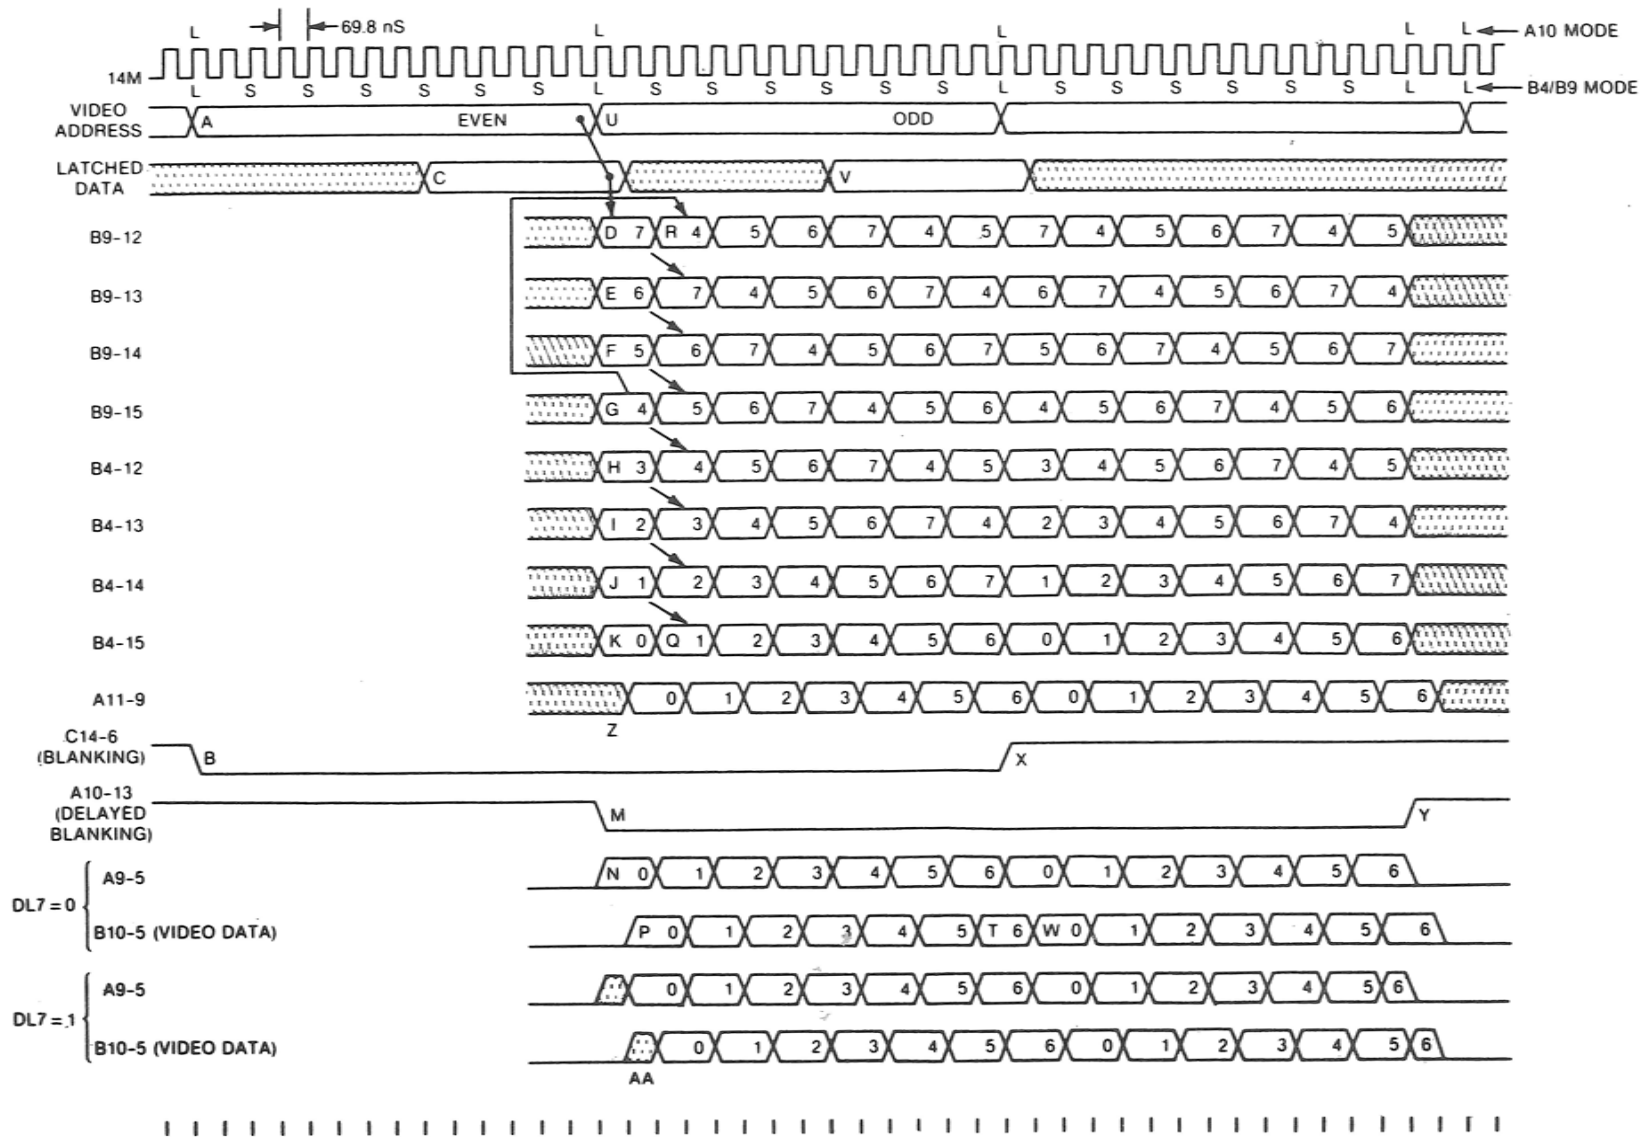 L L L L L ← A10 MODE
69.8 nS
14M
L S S S S S S L S S S S S S L S S S S S S L L ← B4/B9 MODE
VIDEO ADDRESS A EVEN U ODD
LATCHED DATA C V
B9-12 D 7 R 4 5 6 7 4 5 7 4 5 6 7 4 5
B9-13 E 6 7 4 5 6 7 4 6 7 4 5 6 7 4
B9-14 F 5 6 7 4 5 6 7 5 6 7 4 5 6 7
B9-15 G 4 5 6 7 4 5 6 4 5 6 7 4 5 6
B4-12 H 3 4 5 6 7 4 5 3 4 5 6 7 4 5
B4-13 I 2 3 4 5 6 7 4 2 3 4 5 6 7 4
B4-14 J 1 2 3 4 5 6 7 1 2 3 4 5 6 7
B4-15 K 0 Q 1 2 3 4 5 6 0 1 2 3 4 5 6
A11-9 0 1 2 3 4 5 6 0 1 2 3 4 5 6
Z
C14-6 (BLANKING) B X
A10-13 (DELAYED BLANKING) M Y
DL7 = 0
A9-5 N 0 1 2 3 4 5 6 0 1 2 3 4 5 6
B10-5 (VIDEO DATA) P 0 1 2 3 4 5 T 6 W 0 1 2 3 4 5 6
DL7 = 1
A9-5 0 1 2 3 4 5 6 0 1 2 3 4 5 6
B10-5 (VIDEO DATA) 0 1 2 3 4 5 6 0 1 2 3 4 5 6
AA